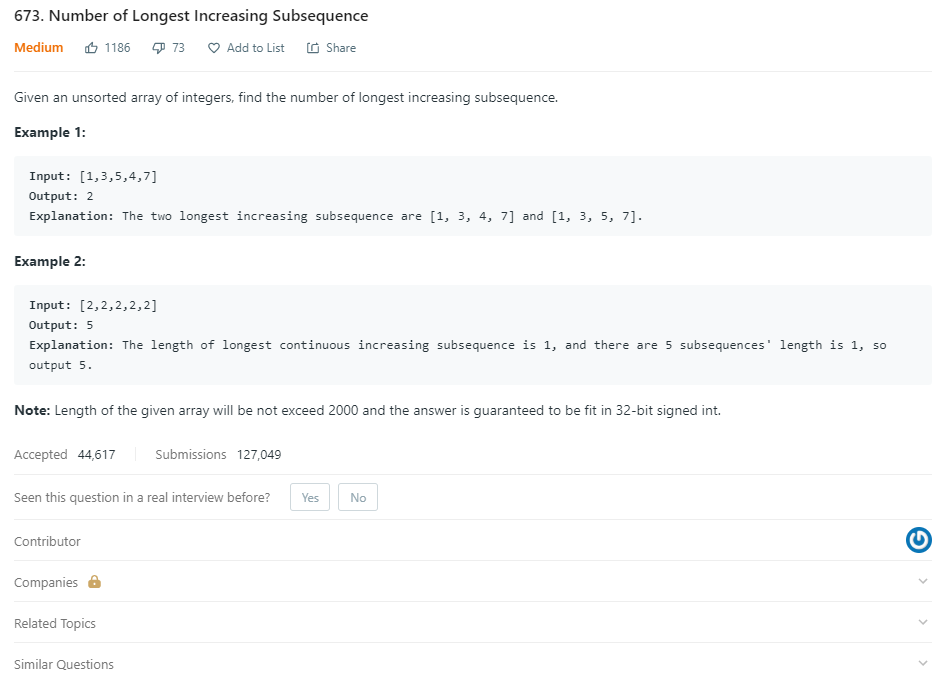 673. Number of Longest Increasing Subsequence
Medium 1186 73 Add to List Share
Given an unsorted array of integers, find the number of longest increasing subsequence.
Example 1:
Input: [1,3,5,4,7]
Output: 2
Explanation: The two longest increasing subsequence are [1, 3, 4, 7] and [1, 3, 5, 7].
Example 2:
Input: [2,2,2,2,2]
Output: 5
Explanation: The length of longest continuous increasing subsequence is 1, and there are 5 subsequences' length is 1, so
output 5.
Note: Length of the given array will be not exceed 2000 and the answer is guaranteed to be fit in 32-bit signed int.
Accepted 44,617 Submissions 127,049
Seen this question in a real interview before? Yes No
Contributor
Companies
Related Topics
Similar Questions